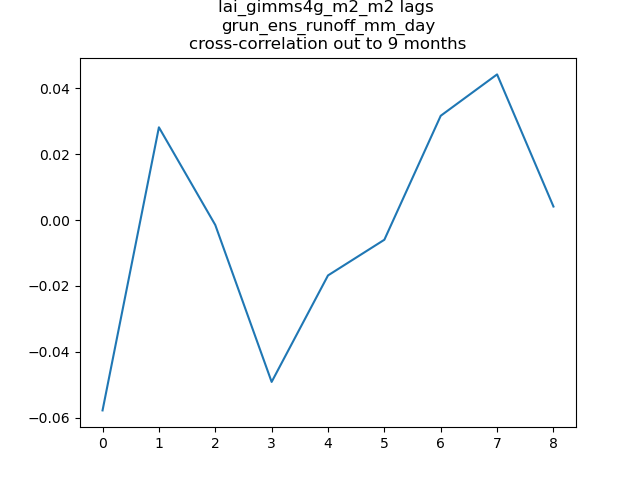 lai_gimms4g_m2_m2 lags
grun_ens_runoff_mm_day
cross-correlation out to 9 months
0.04
0.02
0.00
−0.02
−0.04
−0.06
0 1 2 3 4 5 6 7 8